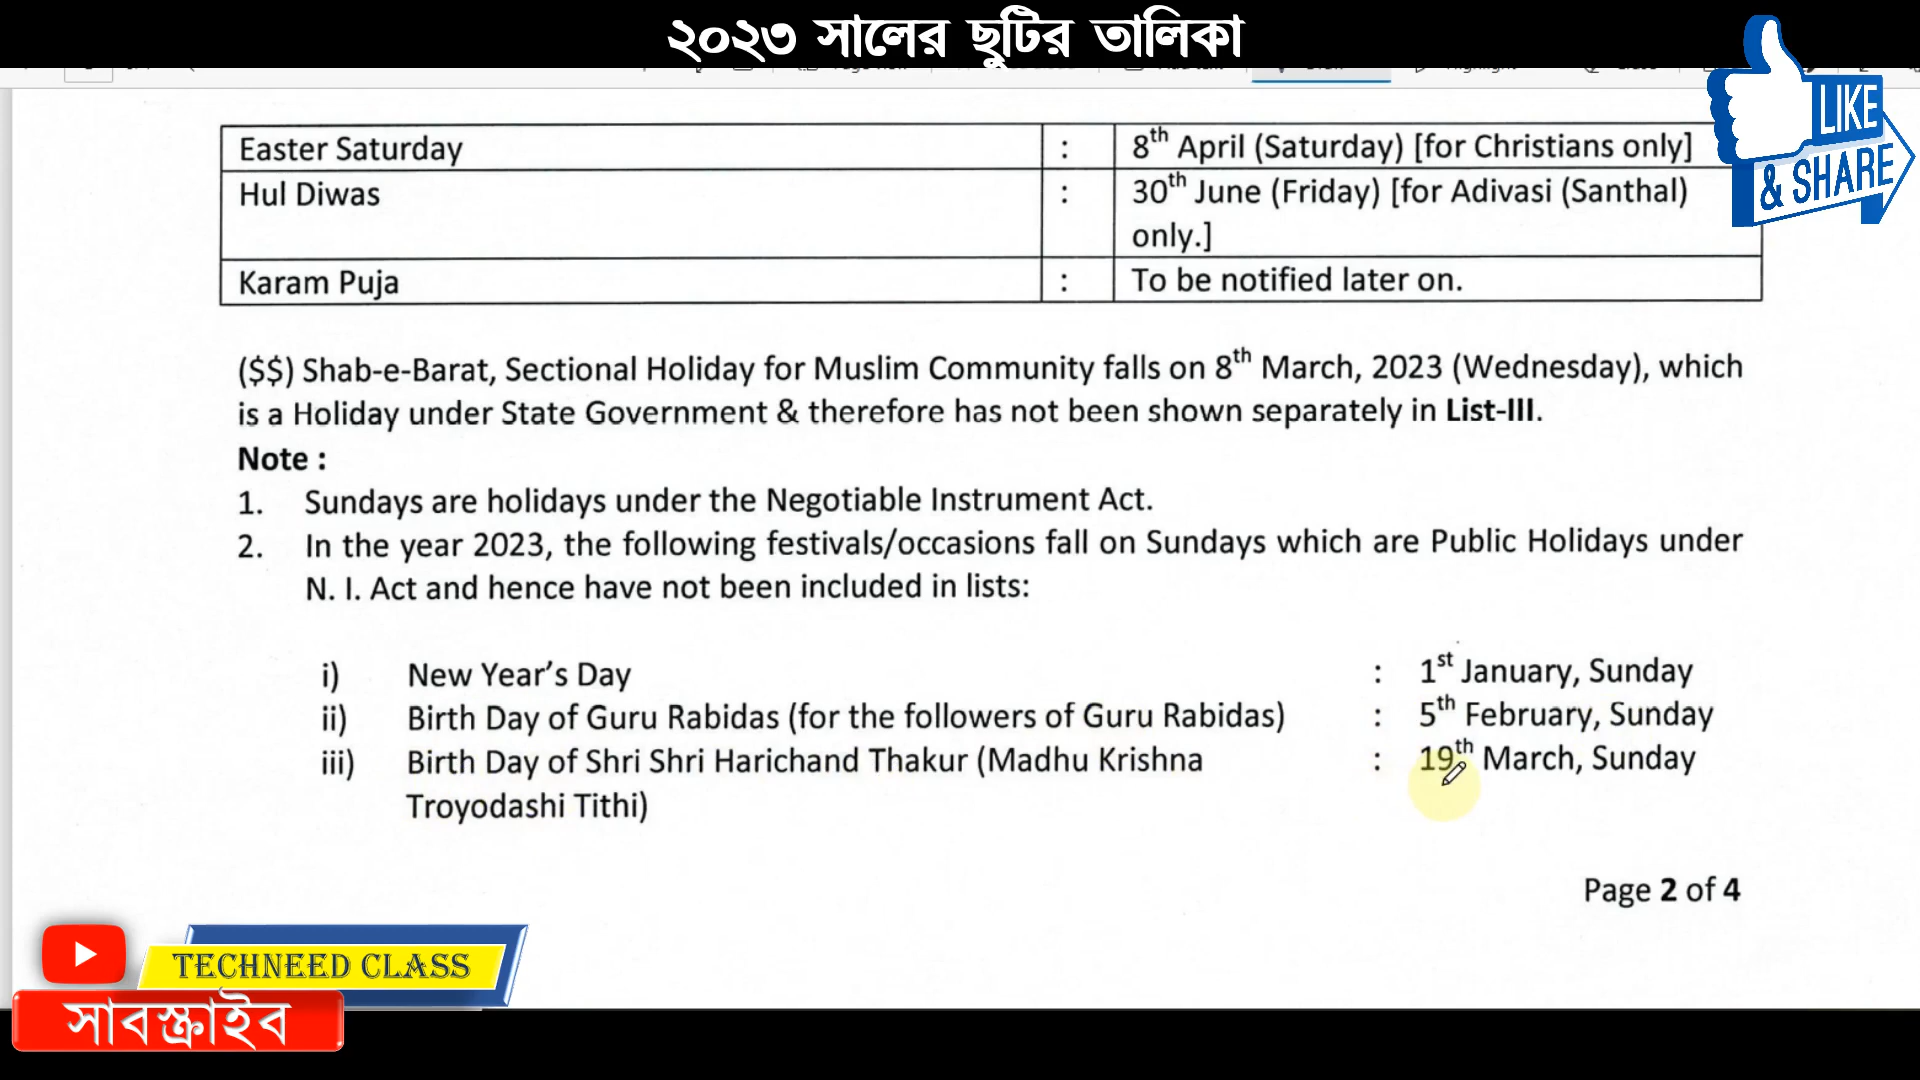 ২০২৩ সালের ছুটির তালিকা
LIKE
& SHARE
Easter Saturday : 8th April (Saturday) [for Christians only]
Hul Diwas : 30th June (Friday) [for Adivasi (Santhal)
only.]
Karam Puja : To be notified later on.
($$) Shab-e-Barat, Sectional Holiday for Muslim Community falls on 8th March, 2023 (Wednesday), which
is a Holiday under State Government & therefore has not been shown separately in List-III.
Note :
1. Sundays are holidays under the Negotiable Instrument Act.
2. In the year 2023, the following festivals/occasions fall on Sundays which are Public Holidays under
N. I. Act and hence have not been included in lists:
i) New Year’s Day : 1st January, Sunday
ii) Birth Day of Guru Rabidas (for the followers of Guru Rabidas) : 5th February, Sunday
iii) Birth Day of Shri Shri Harichand Thakur (Madhu Krishna : 19th March, Sunday
Troyodashi Tithi)
Page 2 of 4
TECHNEED CLASS
সাবস্ক্রাইব